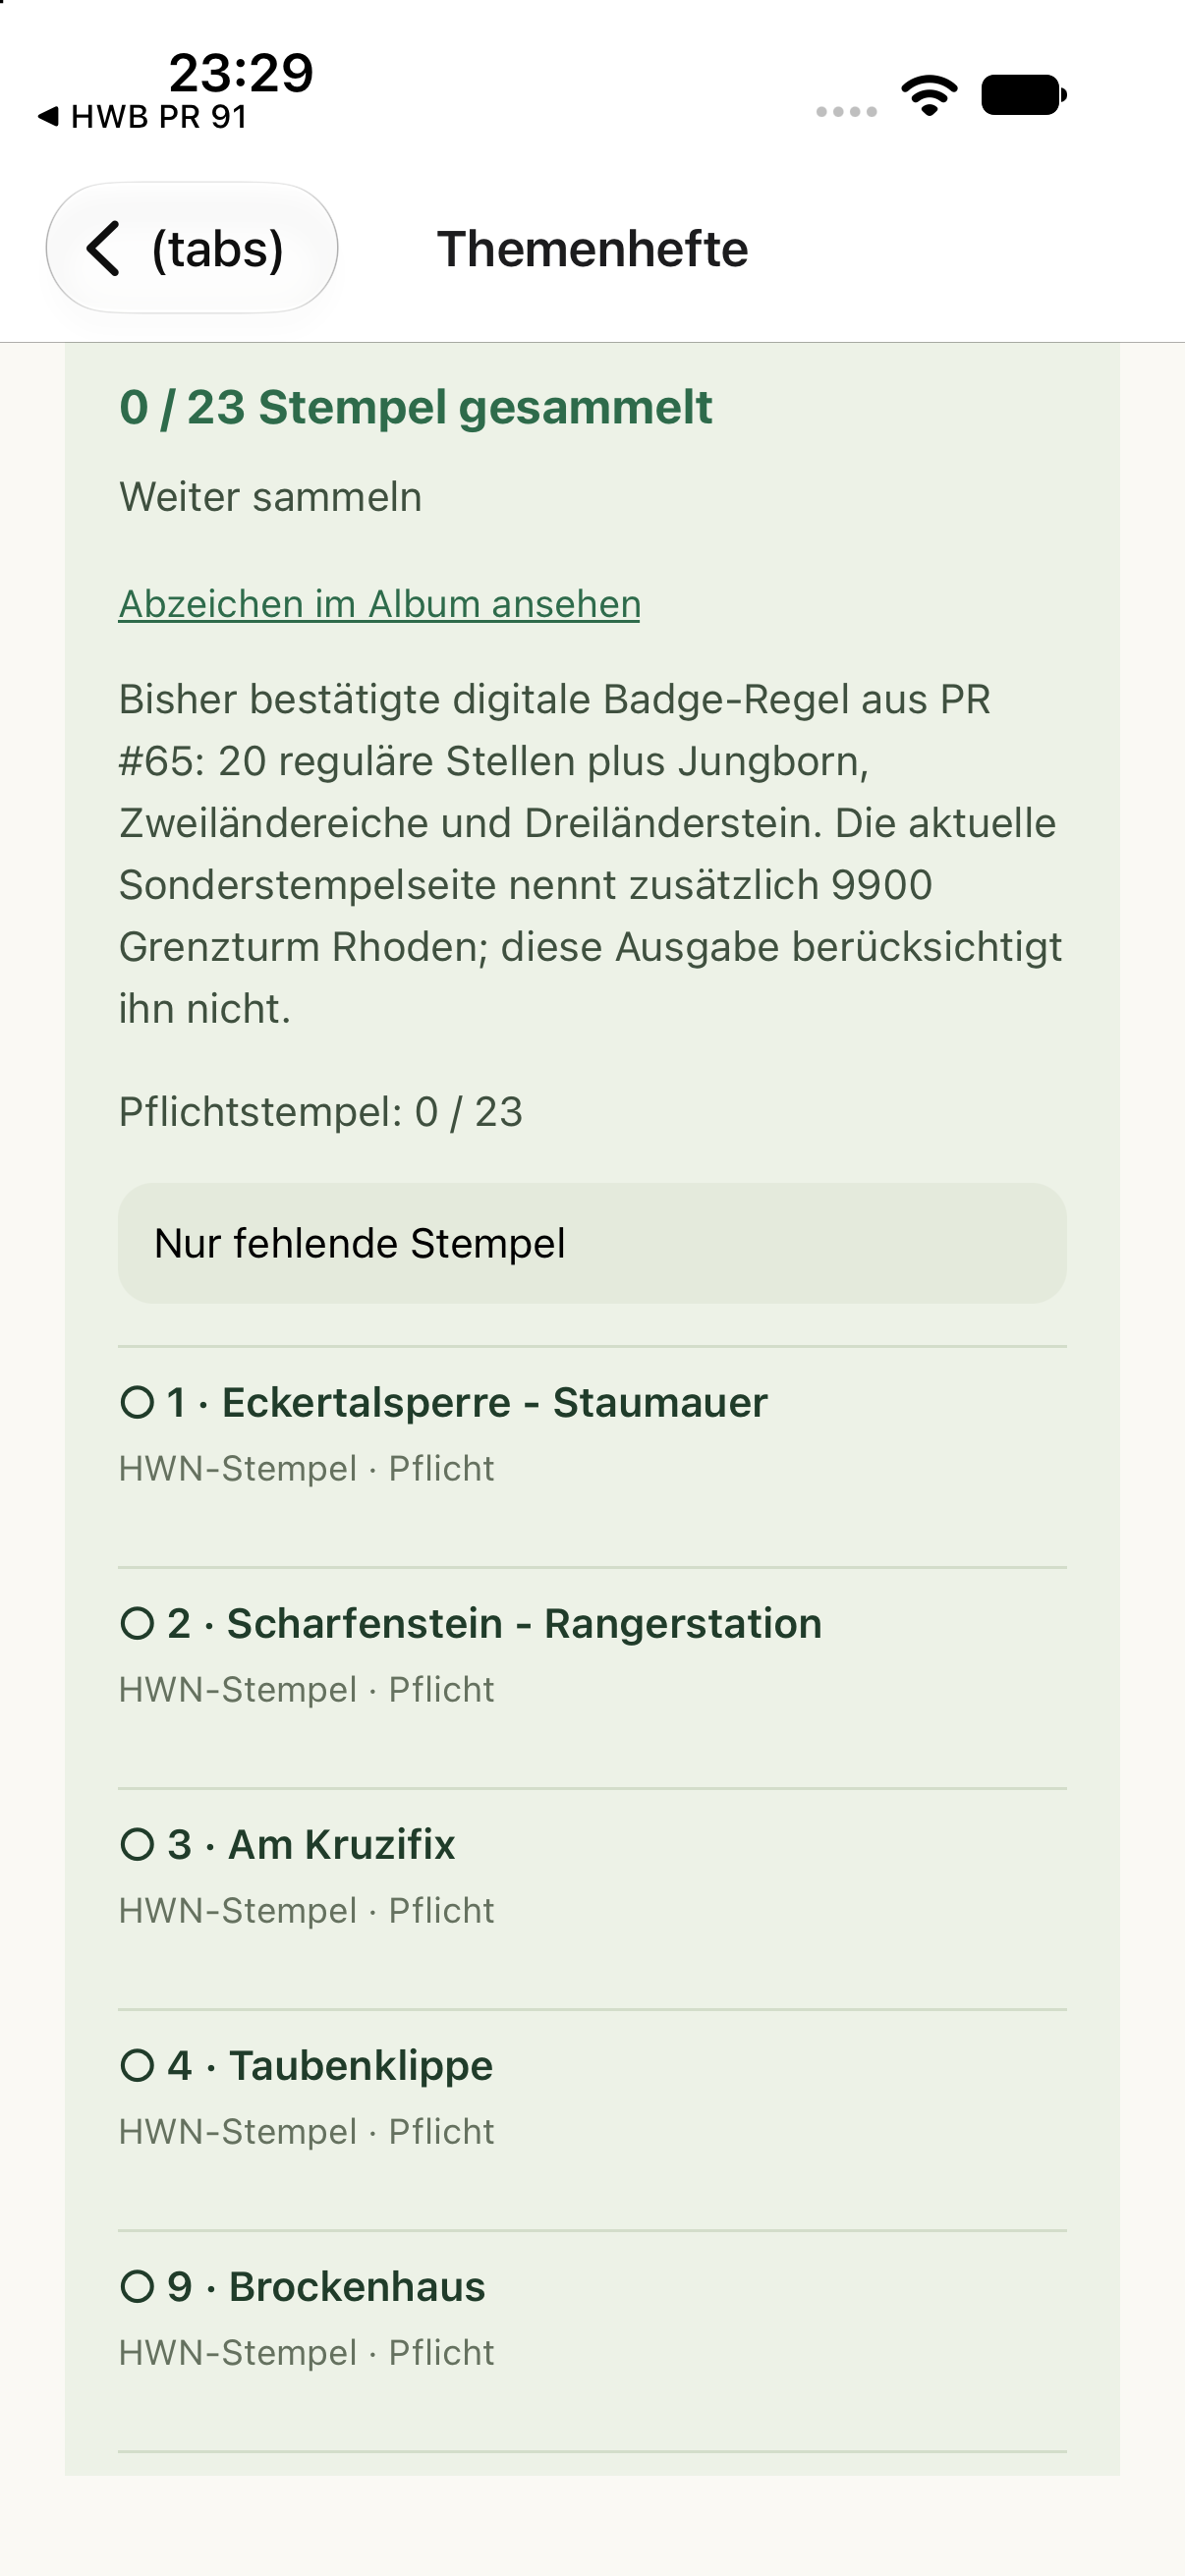 23:29
◀ HWB PR 91
(tabs)
Themenhefte
0 / 23 Stempel gesammelt
Weiter sammeln
Abzeichen im Album ansehen
Bisher bestätigte digitale Badge-Regel aus PR
#65: 20 reguläre Stellen plus Jungborn,
Zweiländereiche und Dreiländerstein. Die aktuelle
Sonderstempelseite nennt zusätzlich 9900
Grenzturm Rhoden; diese Ausgabe berücksichtigt
ihn nicht.
Pflichtstempel: 0 / 23
Nur fehlende Stempel
○ 1 · Eckertalsperre - Staumauer
HWN-Stempel · Pflicht
○ 2 · Scharfenstein - Rangerstation
HWN-Stempel · Pflicht
○ 3 · Am Kruzifix
HWN-Stempel · Pflicht
○ 4 · Taubenklippe
HWN-Stempel · Pflicht
○ 9 · Brockenhaus
HWN-Stempel · Pflicht